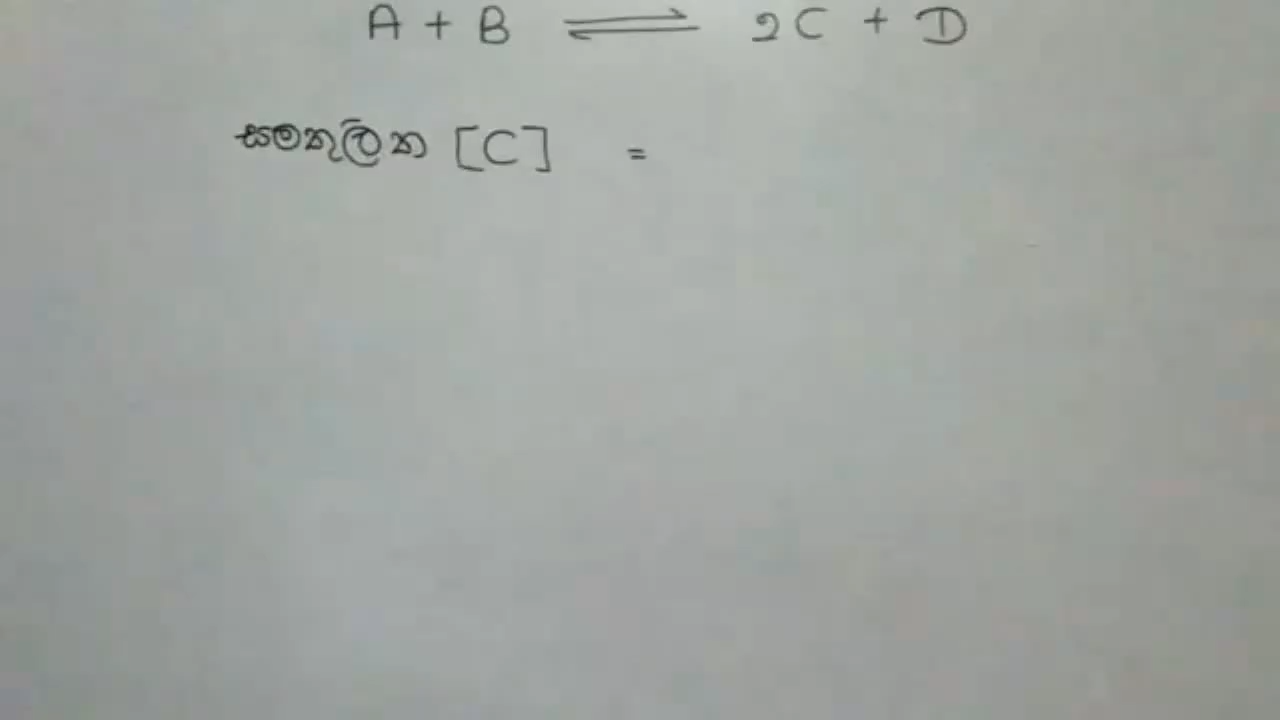 A + B ⇌ 2C + D
සමතුලිත [C] =